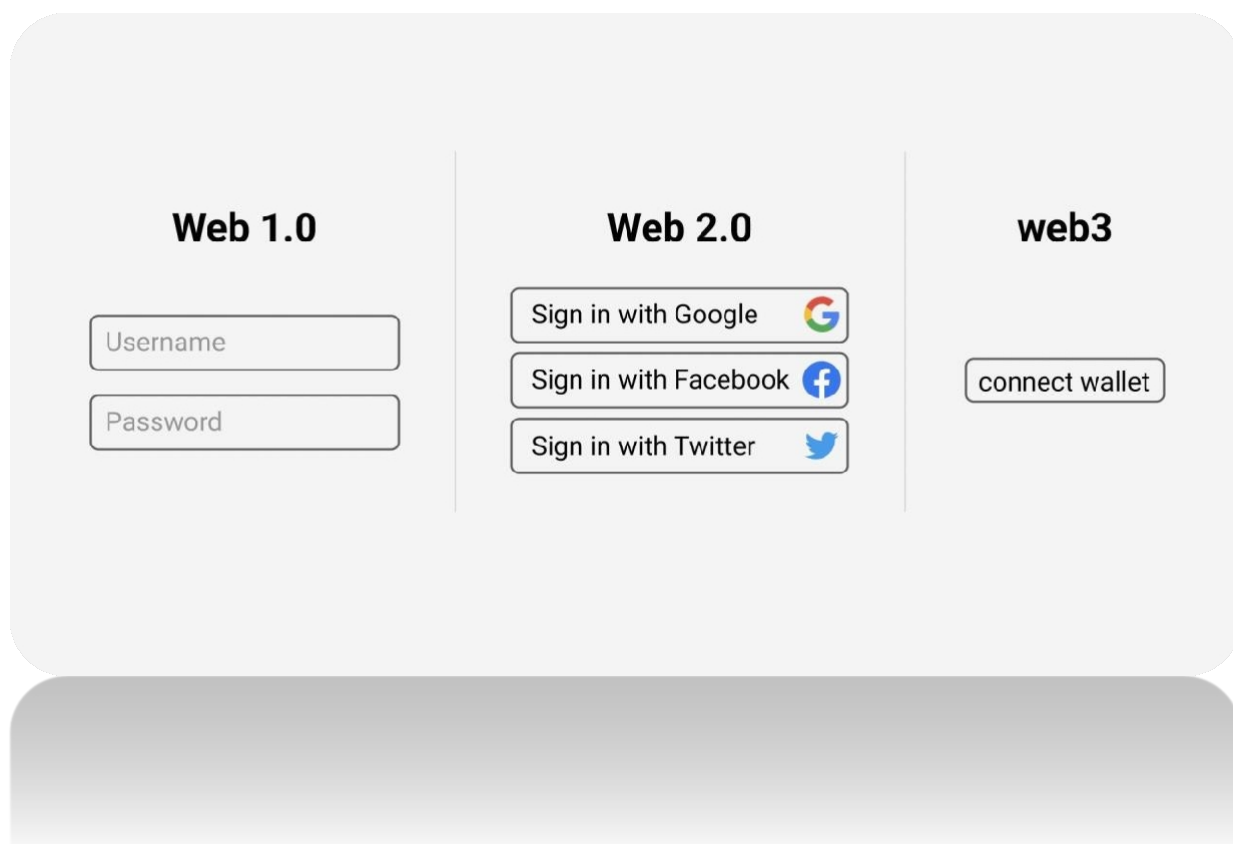 Web 1.0
Username
Password
Web 2.0
Sign in with Google
Sign in with Facebook
Sign in with Twitter
web3
connect wallet